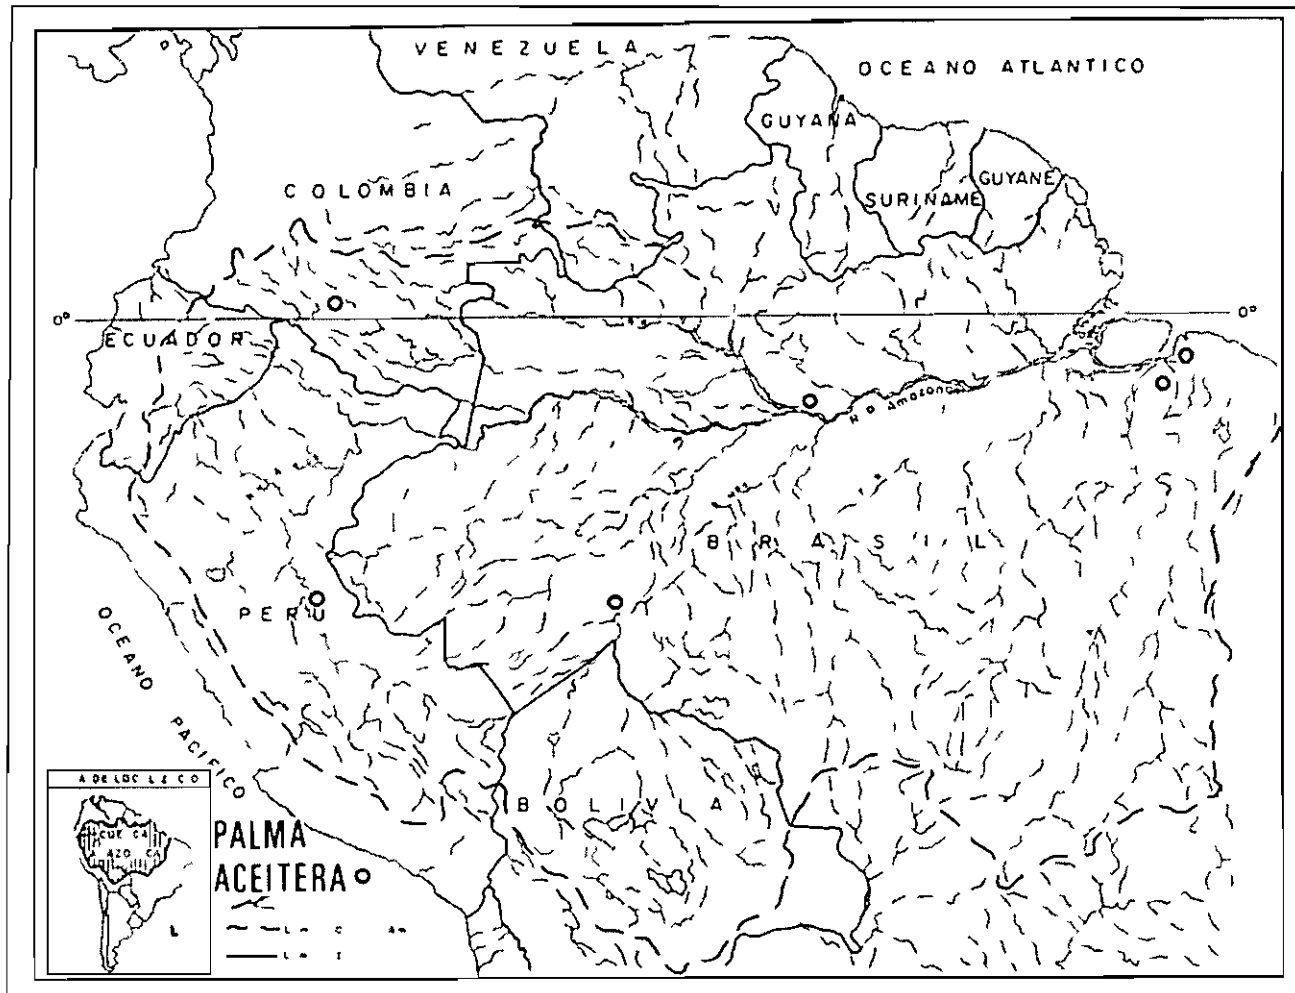 VENEZUELA
OCEANO ATLANTICO
GUYANA
COLOMBIA
SURINAME
GUYANE
0°
0°
ECUADOR
Amazonas
BRASIL
PERU
OCEANO PACIFICO
BOLIVIA
PALMA
ACEITERA